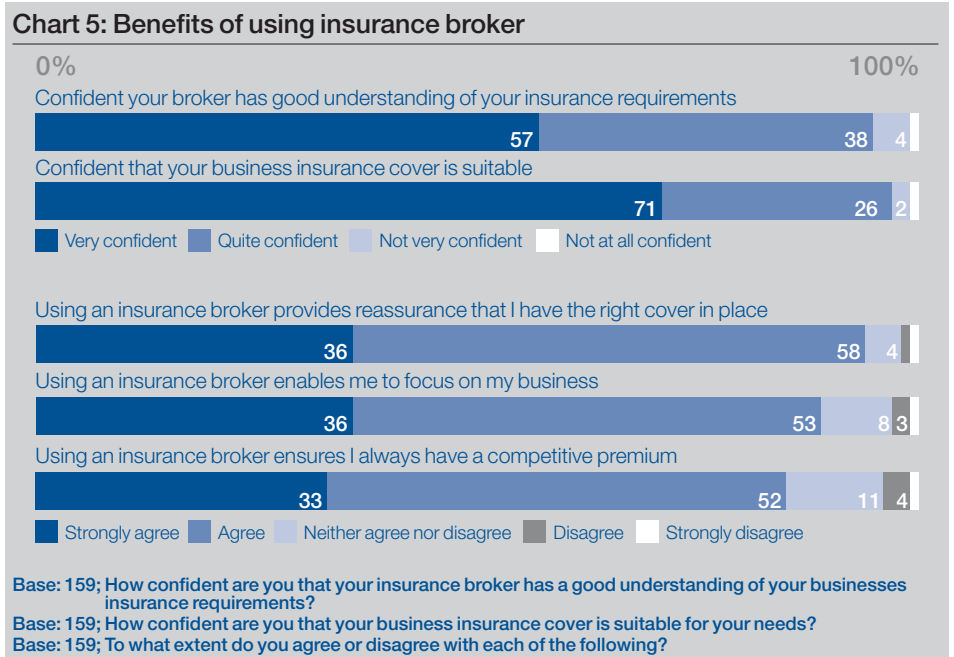 Chart 5: Benefits of using insurance broker
0% 100%
Confident your broker has good understanding of your insurance requirements
57 38 4
Confident that your business insurance cover is suitable
71 26 2
Very confident Quite confident Not very confident Not at all confident
Using an insurance broker provides reassurance that I have the right cover in place
36 58 4
Using an insurance broker enables me to focus on my business
36 53 8 3
Using an insurance broker ensures I always have a competitive premium
33 52 11 4
Strongly agree Agree Neither agree nor disagree Disagree Strongly disagree
Base: 159; How confident are you that your insurance broker has a good understanding of your businesses
insurance requirements?
Base: 159; How confident are you that your business insurance cover is suitable for your needs?
Base: 159; To what extent do you agree or disagree with each of the following?